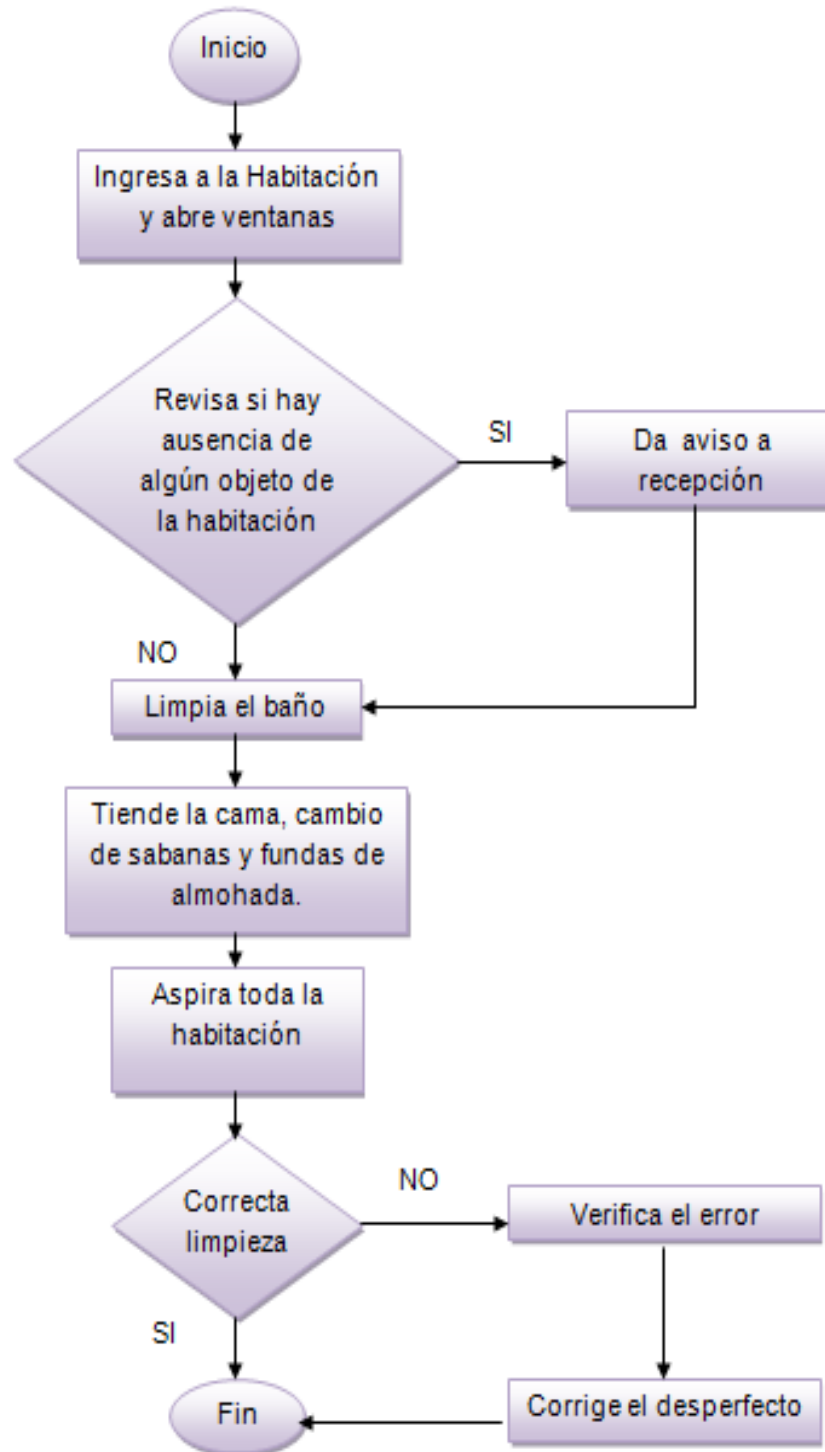 Inicio
Ingresa a la Habitación
y abre ventanas
Revisa si hay
ausencia de
algún objeto de
la habitación
SI
Da aviso a
recepción
NO
Limpia el baño
Tiende la cama, cambio
de sabanas y fundas de
almohada.
Aspira toda la
habitación
Correcta
limpieza
NO
Verifica el error
SI
Corrige el desperfecto
Fin